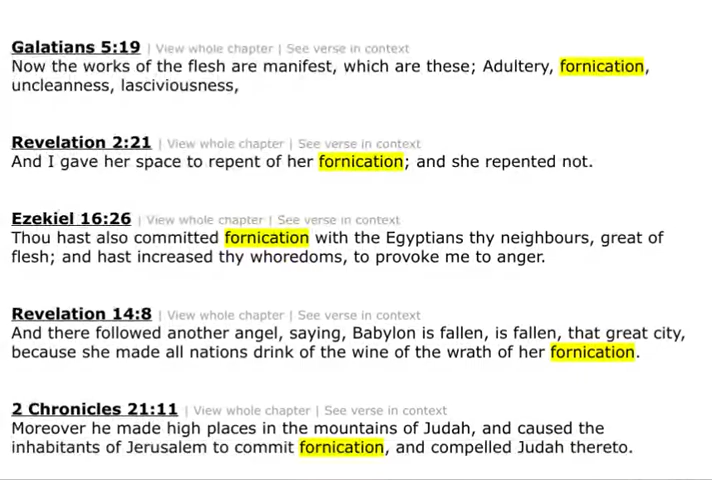 Galatians 5:19 | View whole chapter | See verse in context
Now the works of the flesh are manifest, which are these; Adultery, fornication,
uncleanness, lasciviousness,
Revelation 2:21 | View whole chapter | See verse in context
And I gave her space to repent of her fornication; and she repented not.
Ezekiel 16:26 | View whole chapter | See verse in context
Thou hast also committed fornication with the Egyptians thy neighbours, great of
flesh; and hast increased thy whoredoms, to provoke me to anger.
Revelation 14:8 | View whole chapter | See verse in context
And there followed another angel, saying, Babylon is fallen, is fallen, that great city,
because she made all nations drink of the wine of the wrath of her fornication.
2 Chronicles 21:11 | View whole chapter | See verse in context
Moreover he made high places in the mountains of Judah, and caused the
inhabitants of Jerusalem to commit fornication, and compelled Judah thereto.